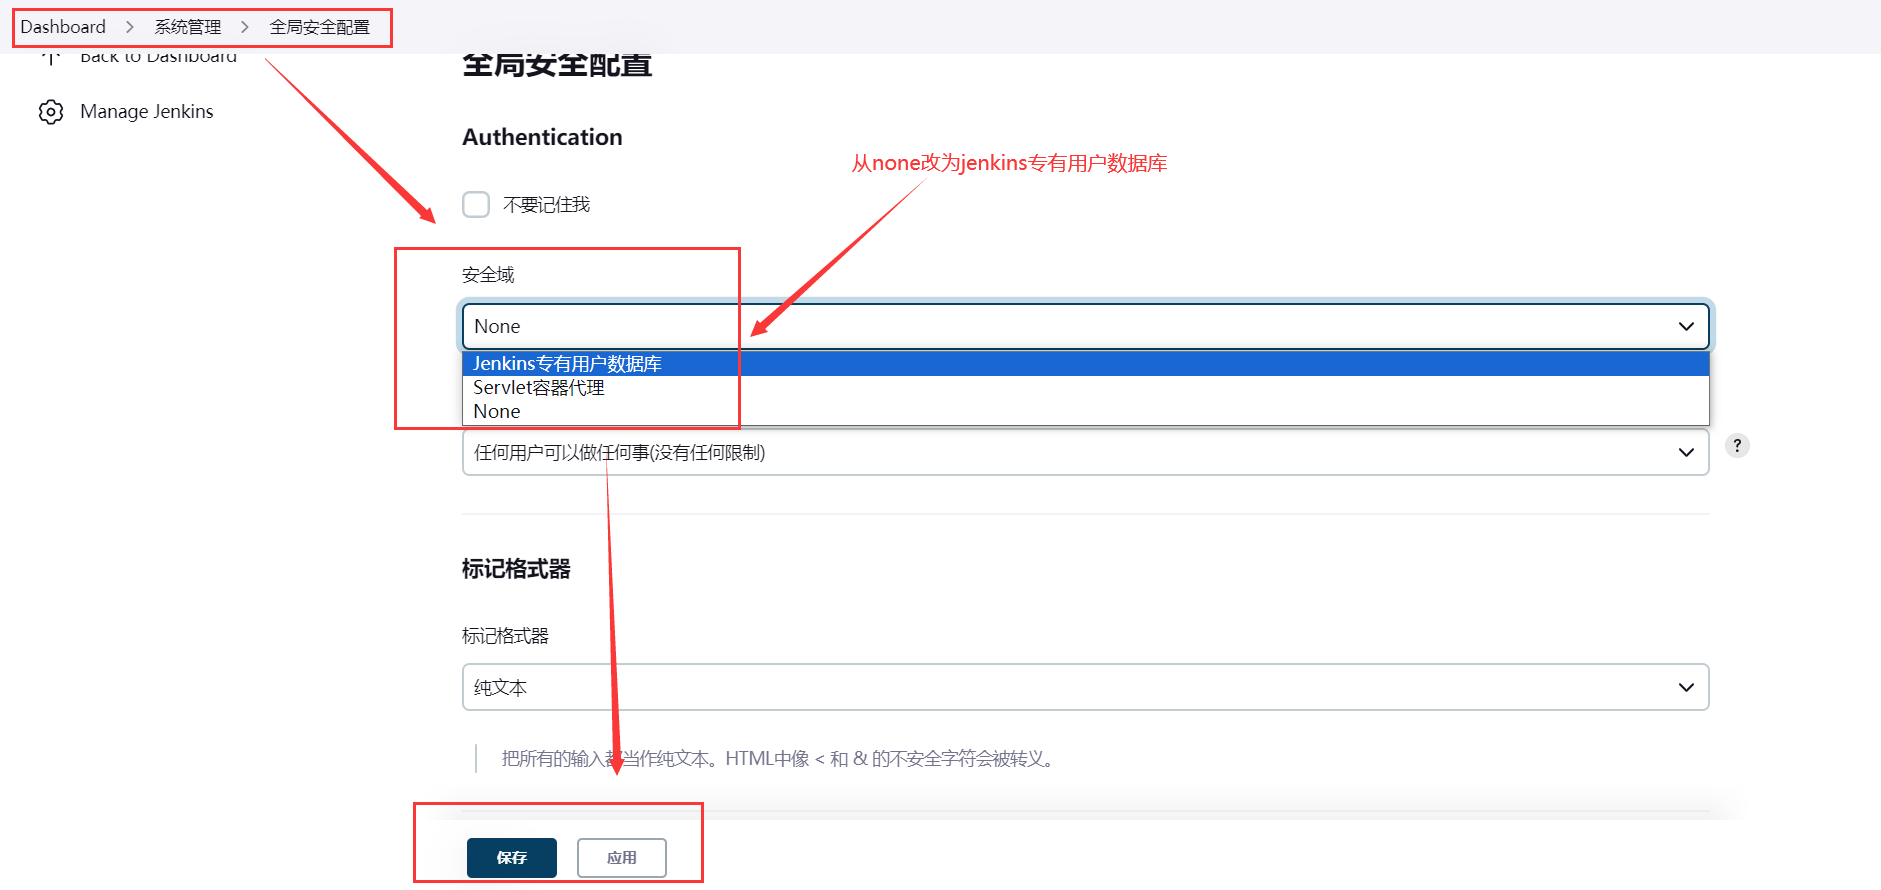 Dashboard > 系统管理 > 全局安全配置
Back to Dashboard
Manage Jenkins
全局安全配置
Authentication
从none改为jenkins专有用户数据库
不要记住我
安全域
None
Jenkins专有用户数据库
Servlet容器代理
None
任何用户可以做任何事(没有任何限制)
?
标记格式器
标记格式器
纯文本
把所有的输入都当作纯文本。HTML中像 < 和 & 的不安全字符会被转义。
保存
应用